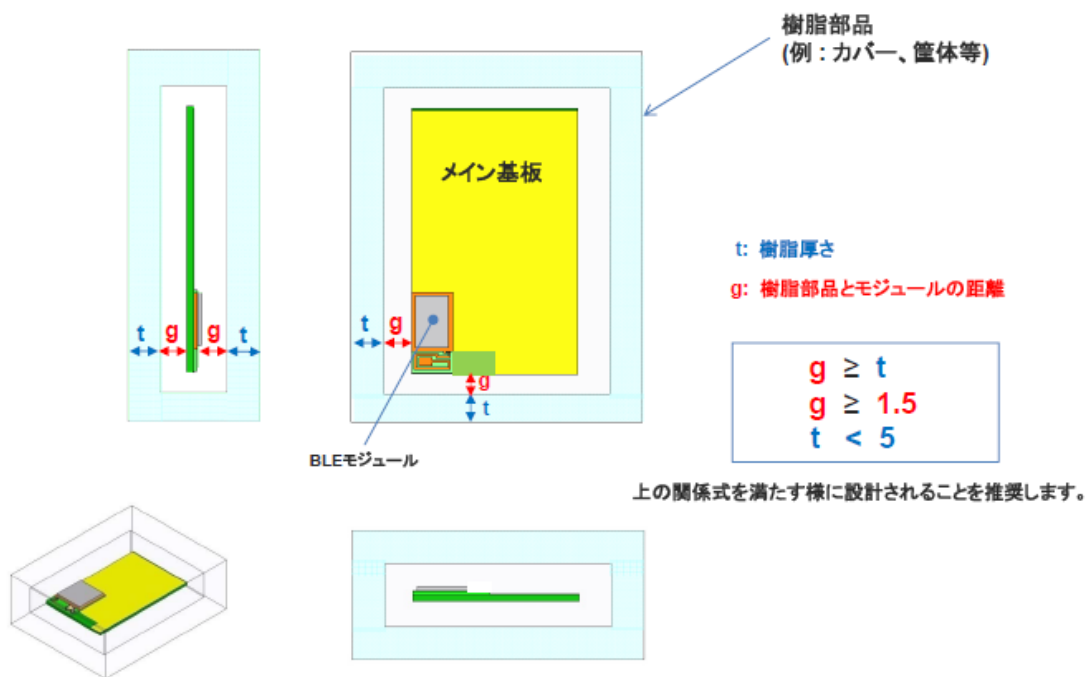 樹脂部品
(例：カバー、筐体等)
メイン基板
t: 樹脂厚さ
g: 樹脂部品とモジュールの距離
t g g t
t g
g
t
g ≥ t
g ≥ 1.5
t < 5
BLEモジュール
上の関係式を満たす様に設計されることを推奨します。